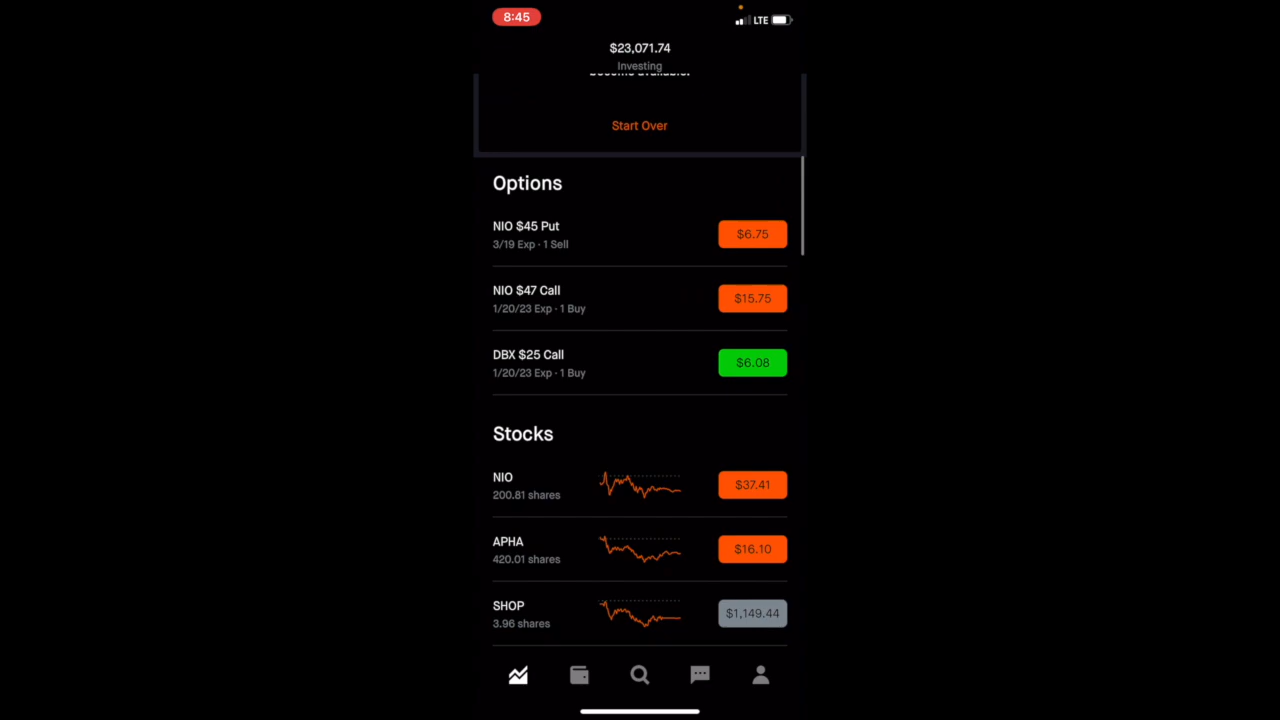 8:45
LTE
$23,071.74
Investing
become available.
Start Over
Options
NIO $45 Put
3/19 Exp · 1 Sell
$6.75
NIO $47 Call
1/20/23 Exp · 1 Buy
$15.75
DBX $25 Call
1/20/23 Exp · 1 Buy
$6.08
Stocks
NIO
200.81 shares
$37.41
APHA
420.01 shares
$16.10
SHOP
3.96 shares
$1,149.44